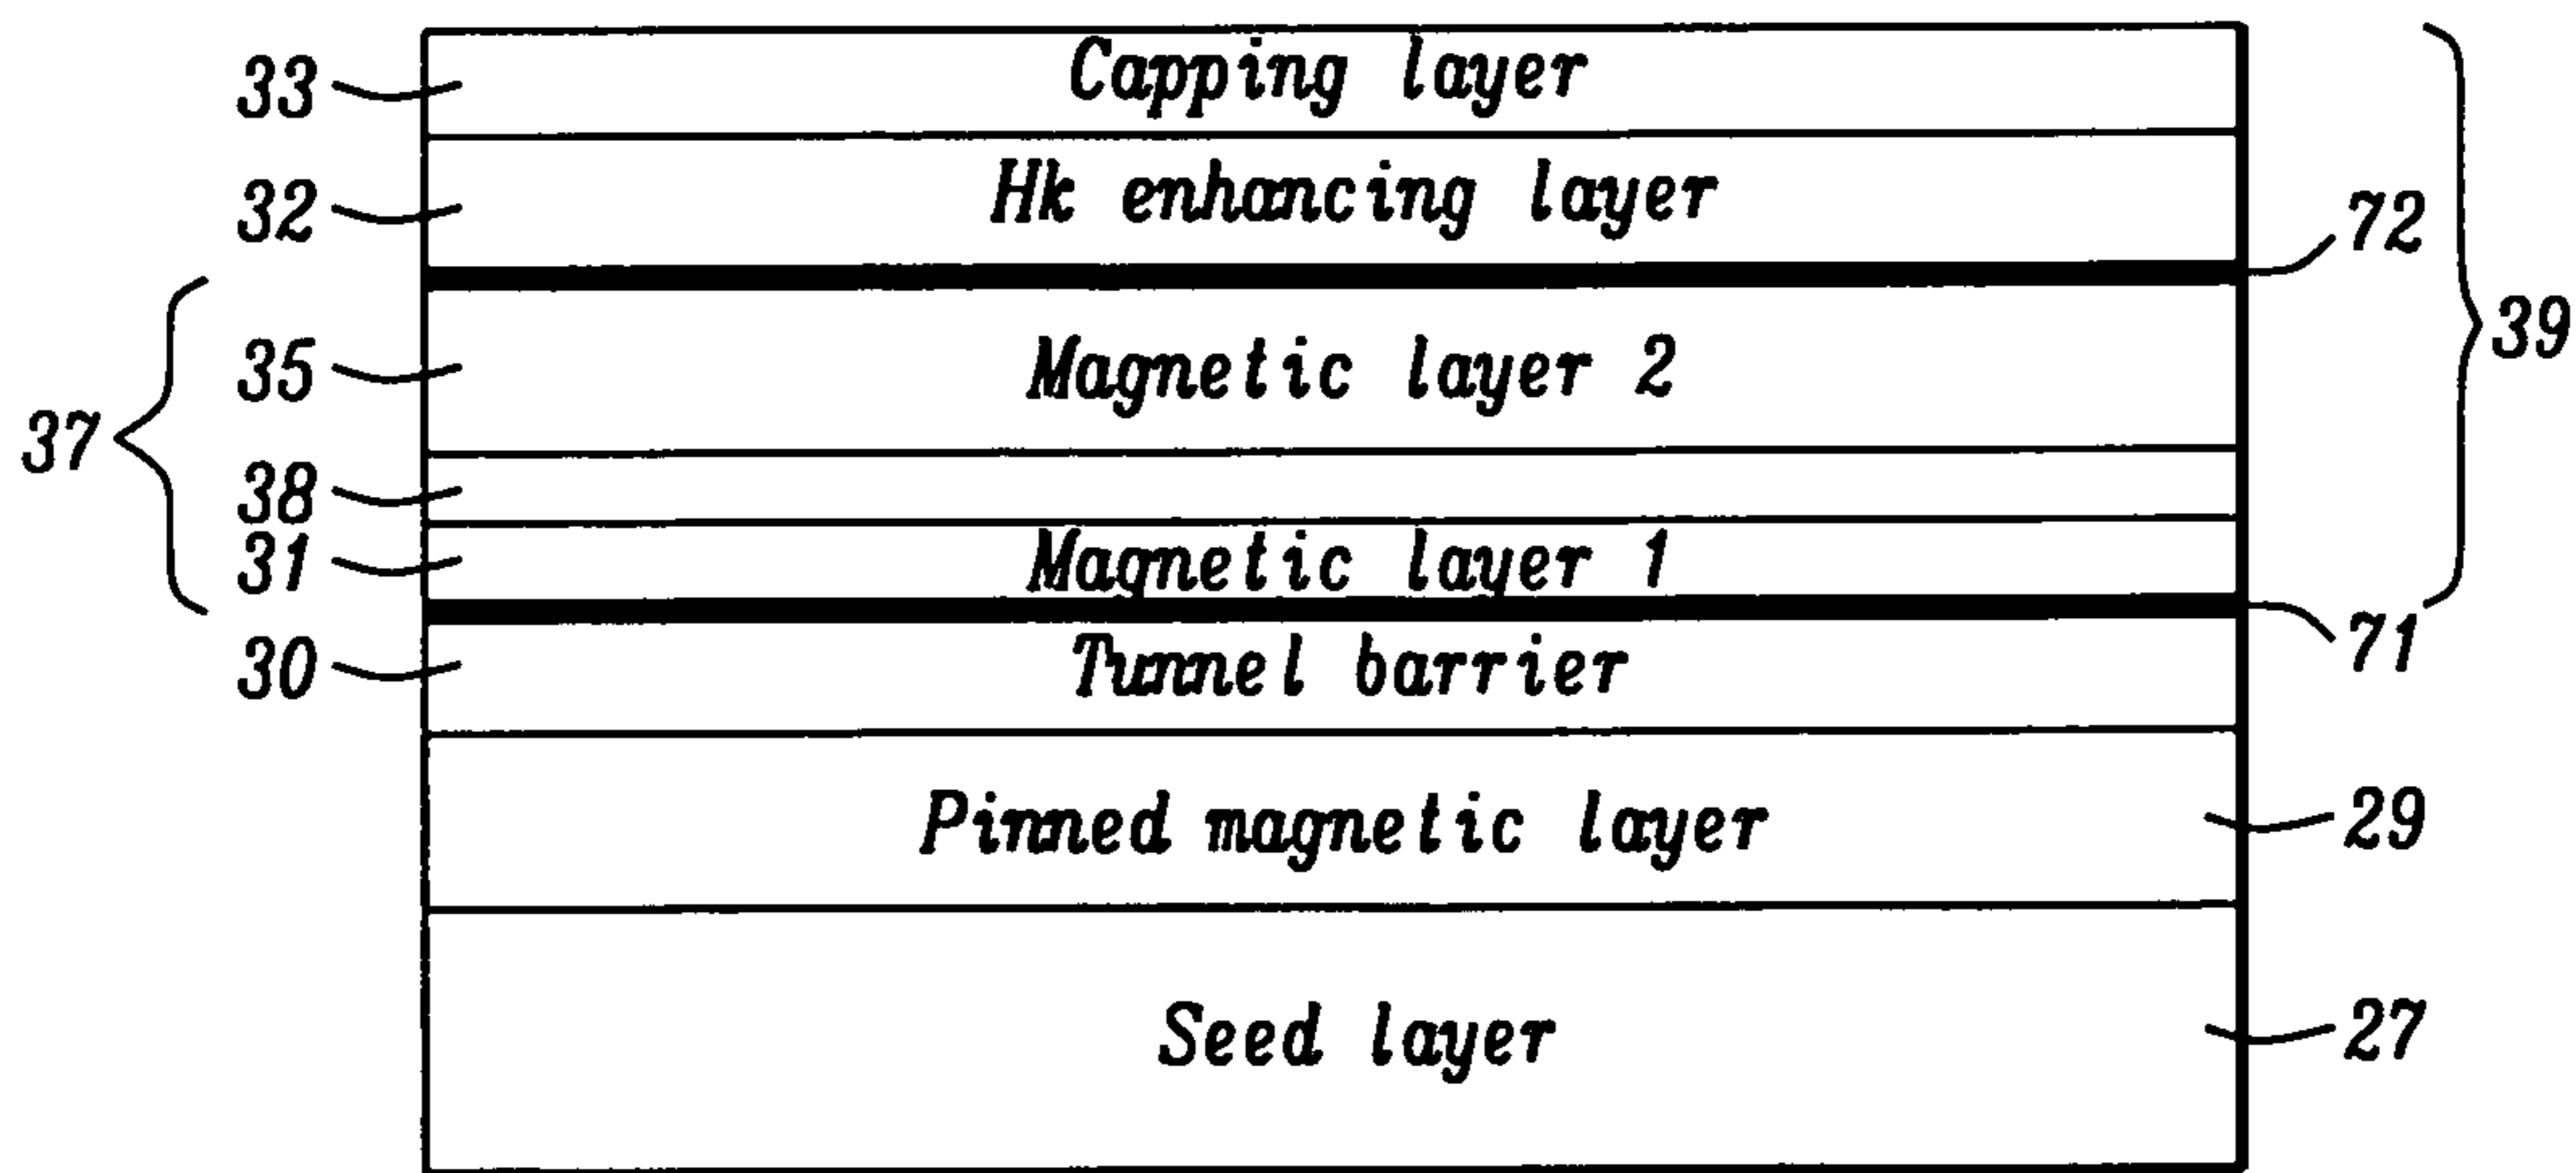 33 Capping layer
32 Hk enhancing layer
72
39
35 Magnetic layer 2
37
38
31 Magnetic layer 1
71
30 Tunnel barrier
Pinned magnetic layer 29
Seed layer 27